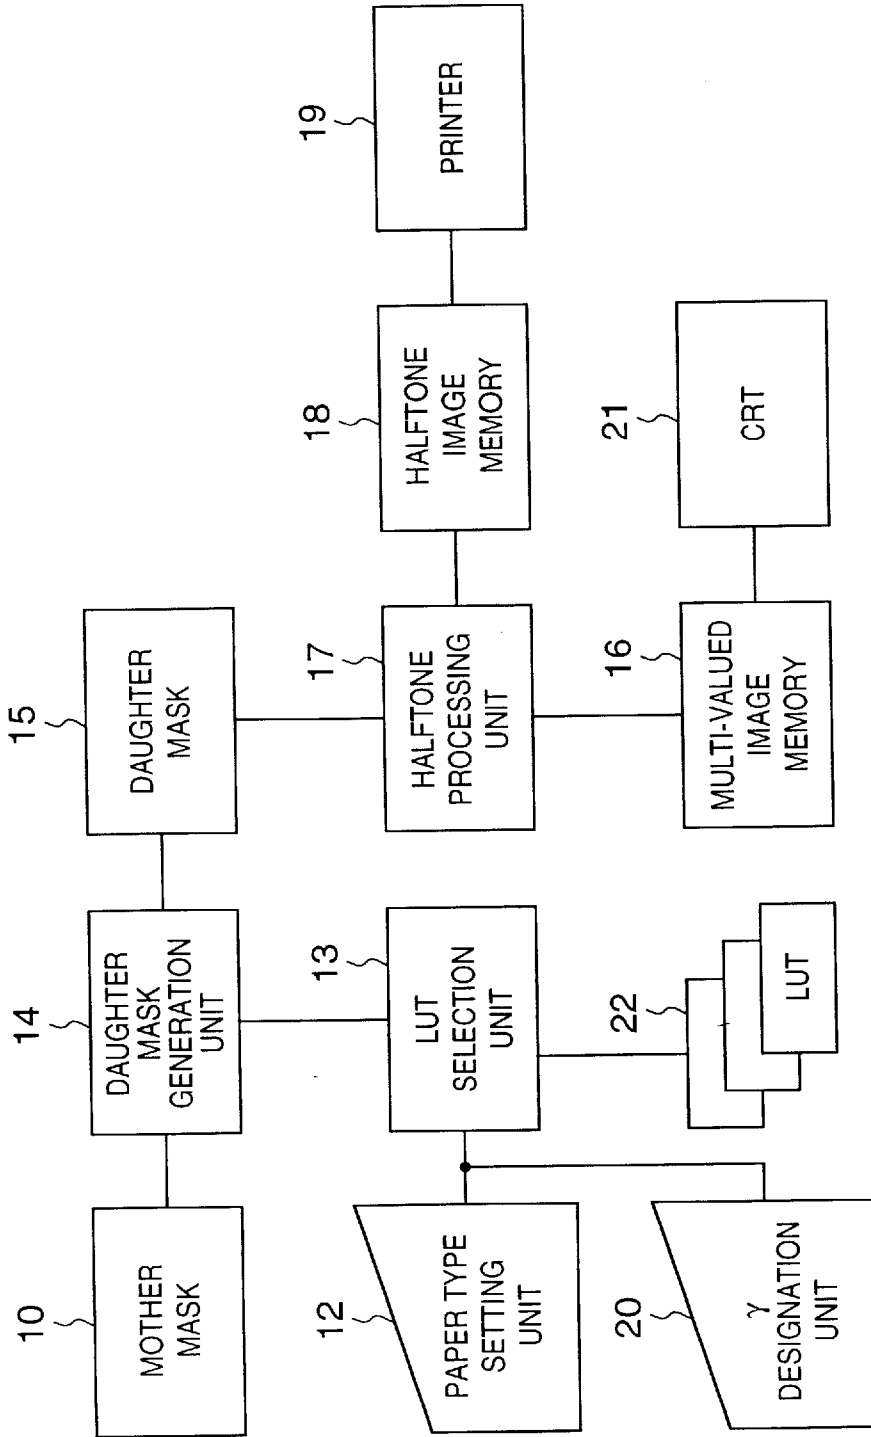 10
MOTHER
MASK
14
DAUGHTER
MASK
GENERATION
UNIT
15
DAUGHTER
MASK
12
PAPER TYPE
SETTING
UNIT
13
LUT
SELECTION
UNIT
17
HALFTONE
PROCESSING
UNIT
18
HALFTONE
IMAGE
MEMORY
19
PRINTER
20
γ
DESIGNATION
UNIT
22
LUT
16
MULTI-VALUED
IMAGE
MEMORY
21
CRT